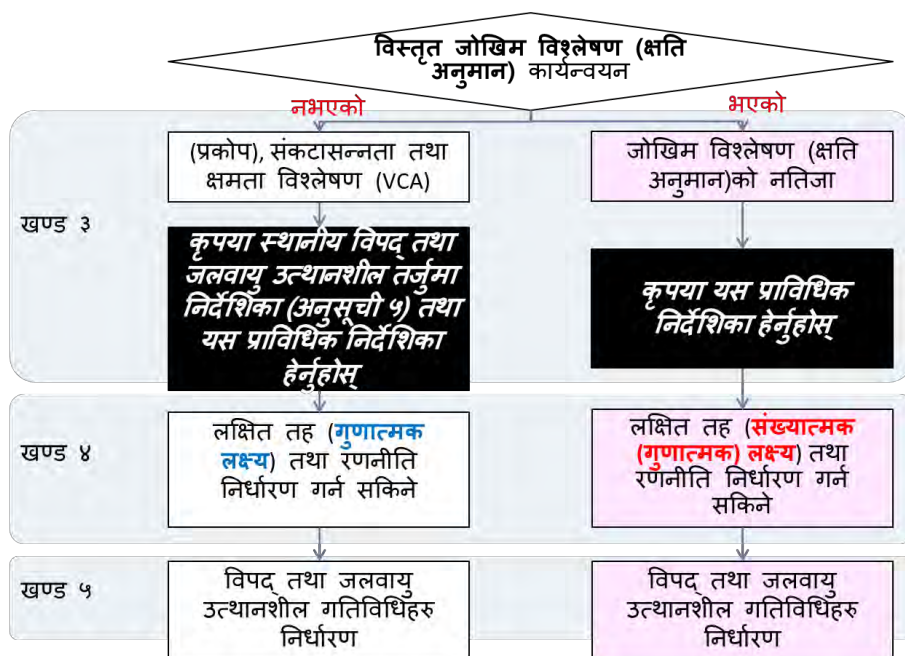 विस्तृत जोखिम विश्लेषण (क्षति
अनुमान) कार्यन्वयन
नभएको
भएको
खण्ड ३
(प्रकोप), संकटासन्नता तथा
क्षमता विश्लेषण (VCA)
जोखिम विश्लेषण (क्षति
अनुमान)को नतिजा
कृपया स्थानीय विपद् तथा
जलवायु उत्थानशील तर्जुमा
निर्देशिका (अनुसूची ५) तथा
यस प्राविधिक निर्देशिका
हेर्नुहोस्
कृपया यस प्राविधिक
निर्देशिका हेर्नुहोस्
खण्ड ४
लक्षित तह (गुणात्मक
लक्ष्य) तथा रणनीति
निर्धारण गर्न सकिने
लक्षित तह (संख्यात्मक
(गुणात्मक) लक्ष्य) तथा
रणनीति निर्धारण गर्न
सकिने
खण्ड ५
विपद् तथा जलवायु
उत्थानशील गतिविधिहरु
निर्धारण
विपद् तथा जलवायु
उत्थानशील गतिविधिहरु
निर्धारण